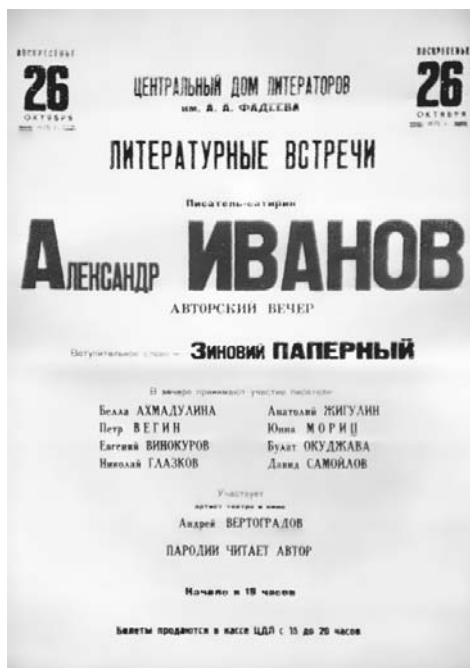 ВОСКРЕСЕНЬЕ
26
ОКТЯБРЯ
ВОСКРЕСЕНЬЕ
26
ОКТЯБРЯ
ЦЕНТРАЛЬНЫЙ ДОМ ЛИТЕРАТОРОВ
им. А. А. ФАДЕЕВА
ЛИТЕРАТУРНЫЕ ВСТРЕЧИ
Писатель-сатирик
АЛЕКСАНДР ИВАНОВ
АВТОРСКИЙ ВЕЧЕР
Вступительное слово – ЗИНОВИЙ ПАПЕРНЫЙ
В вечере принимают участие писатели
Белла АХМАДУЛИНА
Петр ВЕГИН
Евгений ВИНОКУРОВ
Николай ГЛАЗКОВ
Анатолий ЖИГУЛИН
Юнна МОРИЦ
Булат ОКУДЖАВА
Давид САМОЙЛОВ
Участвует
артист театра и кино
Андрей ВЕРТОГРАДОВ
ПАРОДИИ ЧИТАЕТ АВТОР
Начало в часов
Билеты продаются в кассе ЦДЛ с 15 до 20 часов